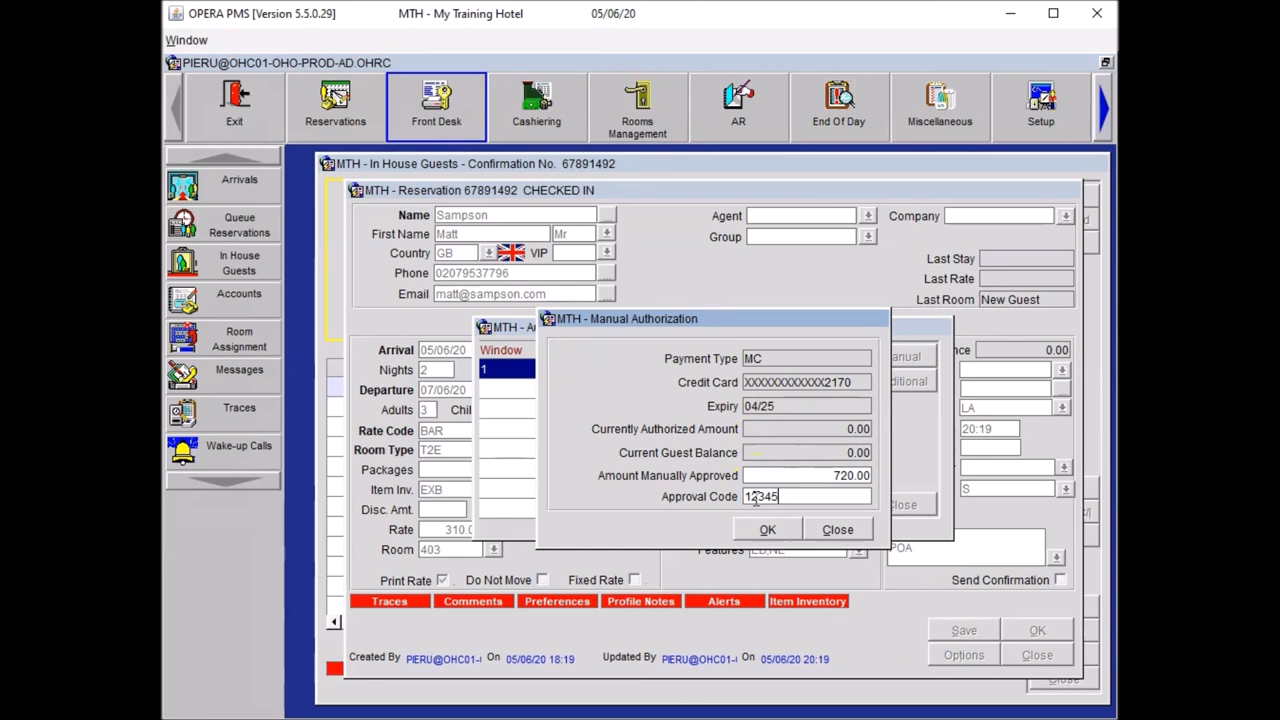 OPERA PMS [Version 5.5.0.29] MTH - My Training Hotel 05/06/20
Window
PIERU@OHC01-OHO-PROD-AD.OHRC
Exit
Reservations
Front Desk
Cashiering
Rooms
Management
AR
End Of Day
Miscellaneous
Setup
Arrivals
Queue
Reservations
In House
Guests
Accounts
Room
Assignment
Messages
Traces
Wake-up Calls
MTH - In House Guests - Confirmation No. 67891492
MTH - Reservation 67891492 CHECKED IN
Name Sampson
First Name Matt Mr
Country GB VIP
Phone 02079537796
Email matt@sampson.com
Agent
Group
Company
Last Stay
Last Rate
Last Room New Guest
Arrival 05/06/20
Nights 2
Departure 07/06/20
Adults 3 Chil
Rate Code BAR
Room Type T2E
Packages
Item Inv. EXB
Disc. Amt.
Rate 310.0
Room 403
Print Rate Do Not Move Fixed Rate
MTH -
Window
1
MTH - Manual Authorization
Payment Type MC
Credit Card XXXXXXXXXXXX2170
Expiry 04/25
Currently Authorized Amount 0.00
Current Guest Balance 0.00
Amount Manually Approved 720.00
Approval Code 12345
OK Close
0.00
LA
20:19
S
Send Confirmation
Traces Comments Preferences Profile Notes Alerts Item Inventory
Save OK
Options Close
Created By PIERU@OHC01- On 05/06/20 18:19 Updated By PIERU@OHC01- On 05/06/20 20:19